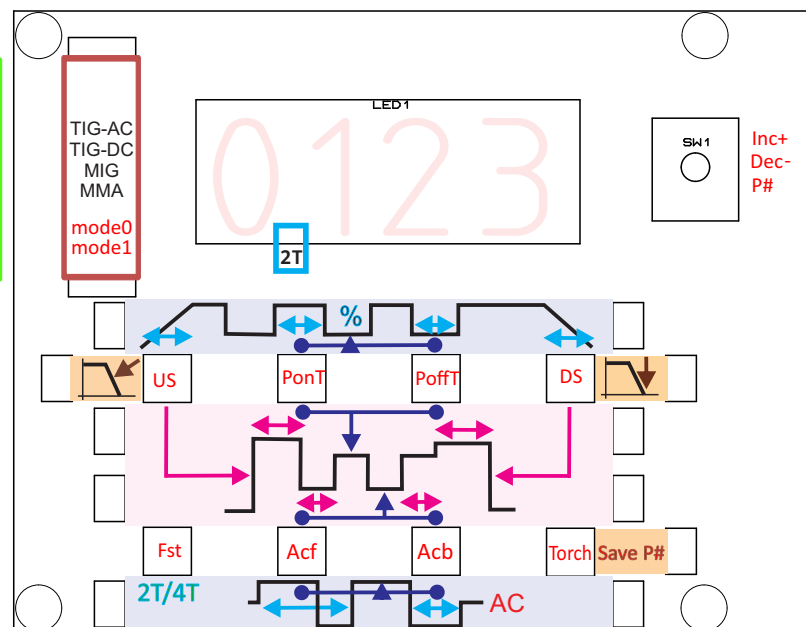 LED1
0123
TIG-AC
TIG-DC
MIG
MMA
mode0
mode1
SW1
Inc+
Dec-
P#
2T
%
US
PonT
PoffT
DS
Fst
Acf
Acb
Torch
Save P#
2T/4T
AC